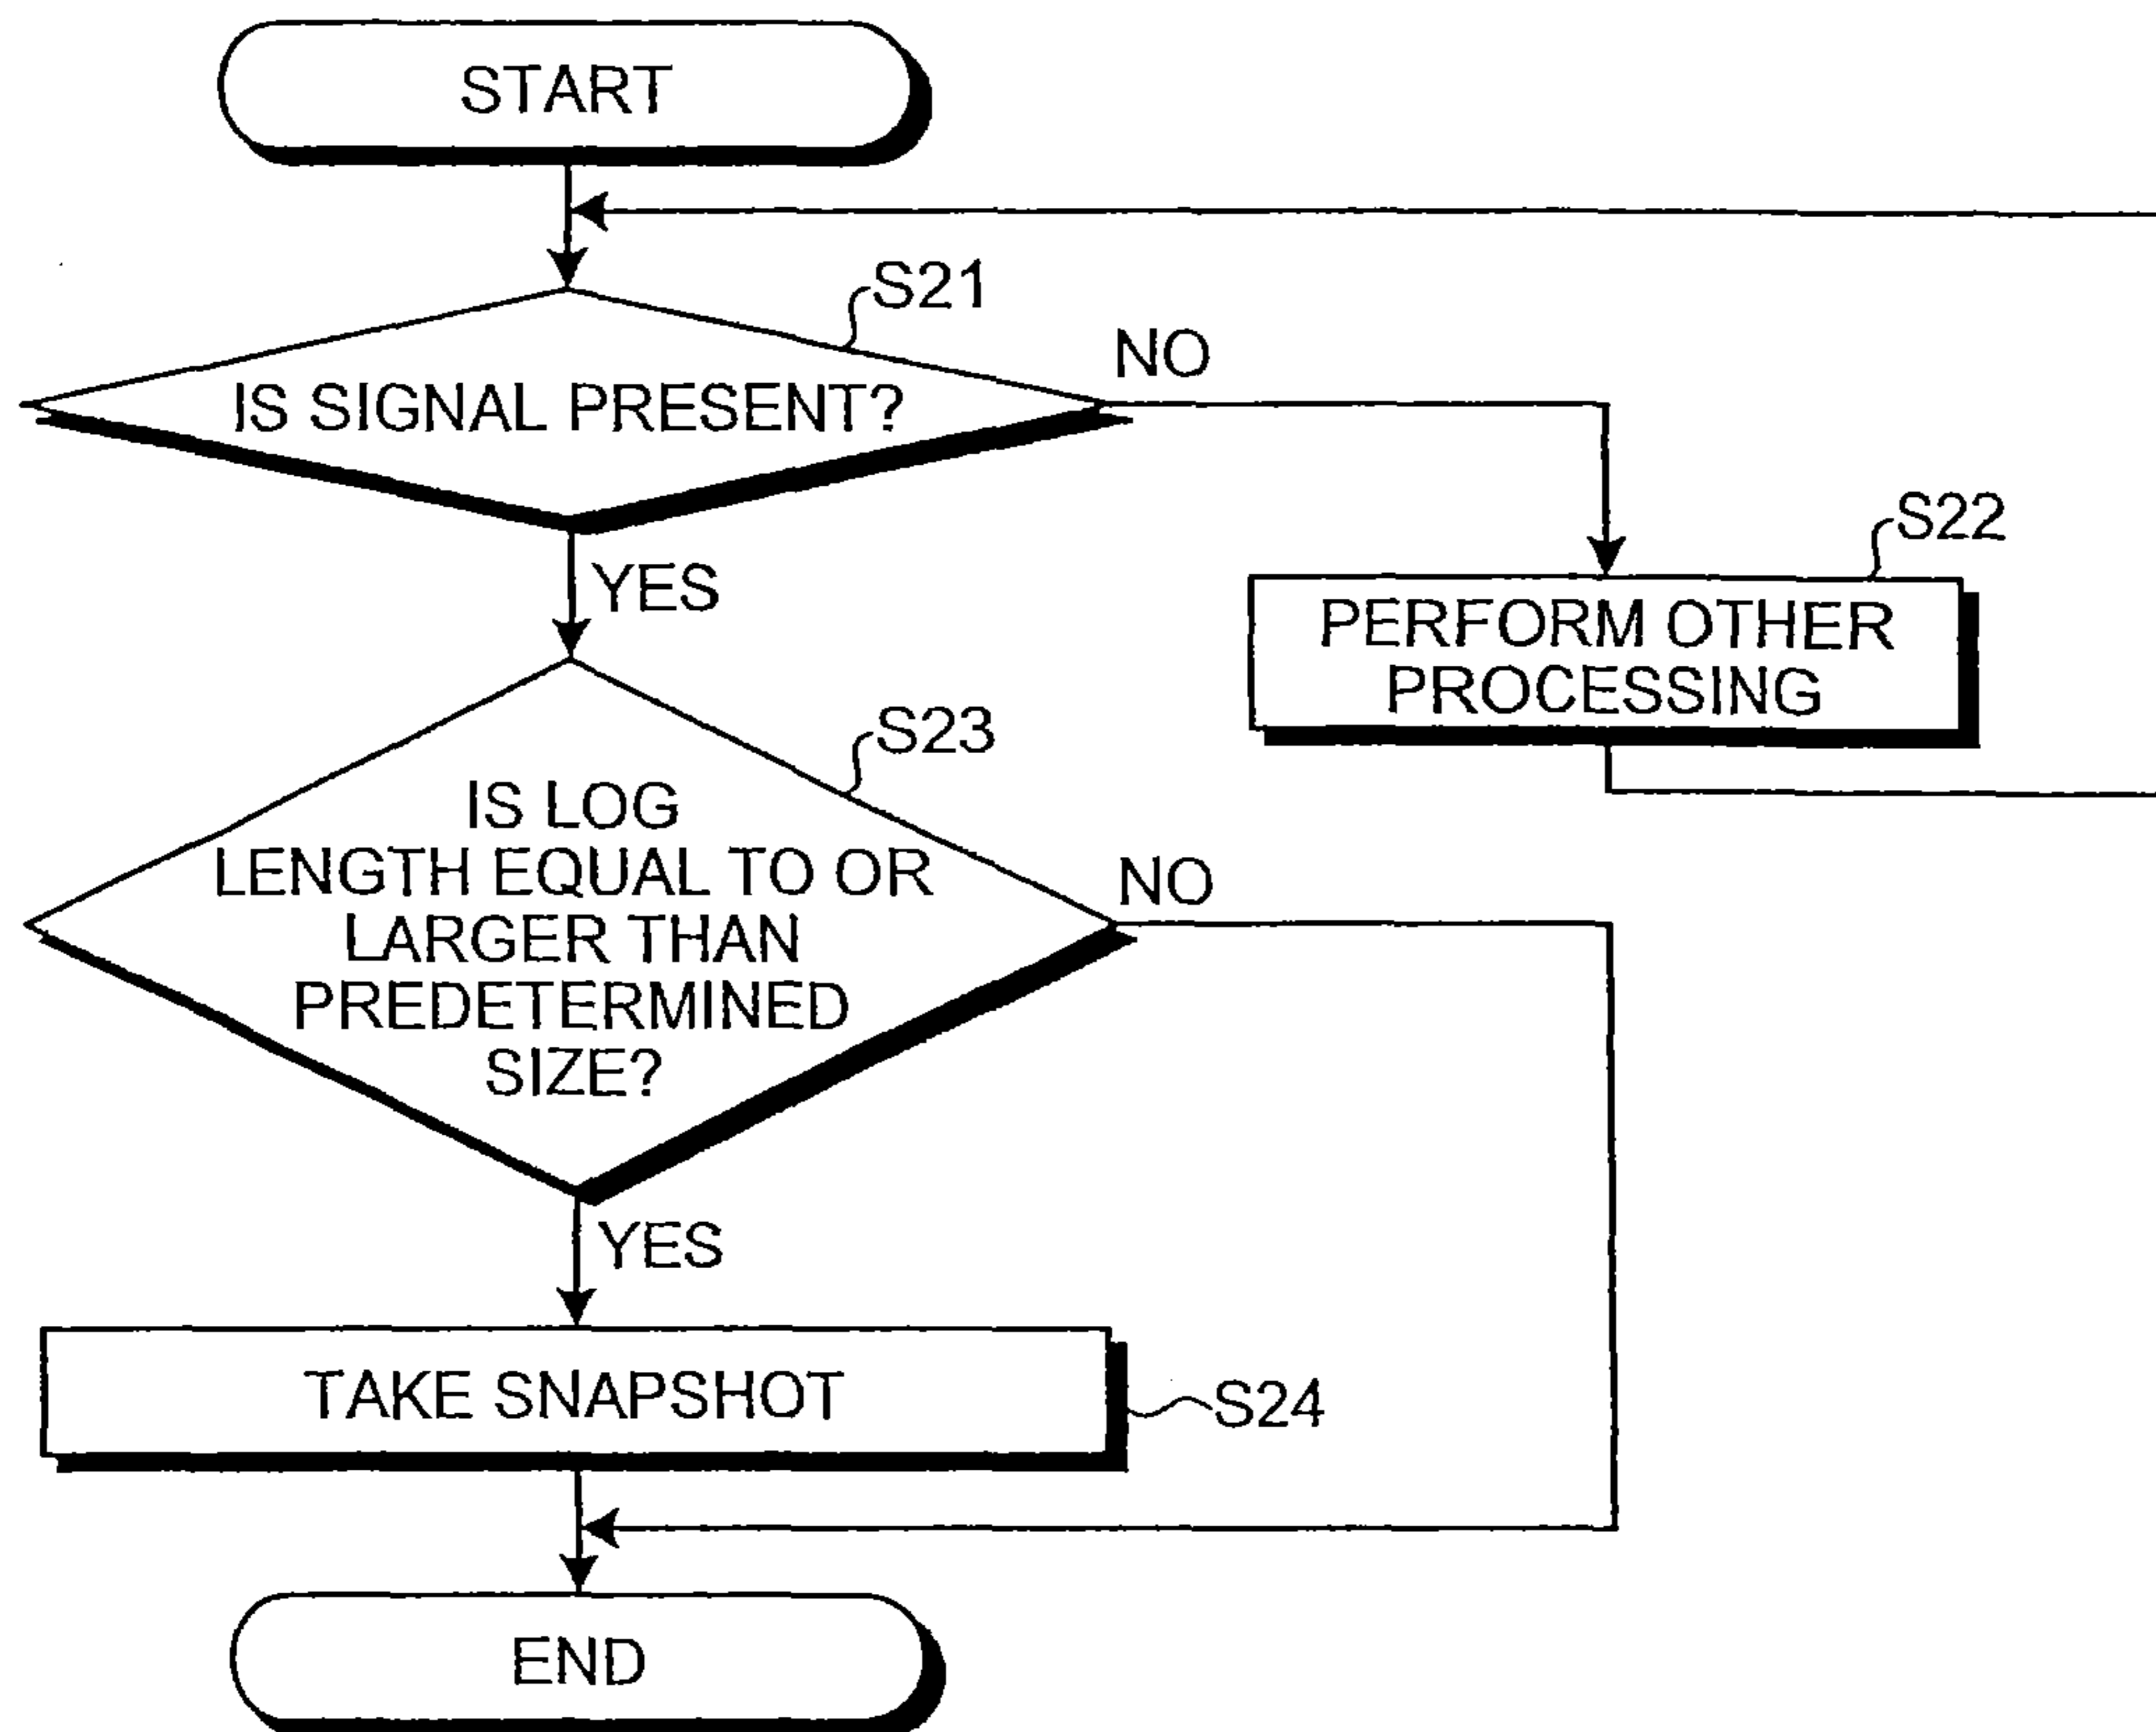 START
S21
NO
IS SIGNAL PRESENT?
S22
YES
PERFORM OTHER
PROCESSING
S23
IS LOG
LENGTH EQUAL TO OR
LARGER THAN
PREDETERMINED
SIZE?
NO
YES
TAKE SNAPSHOT
S24
END